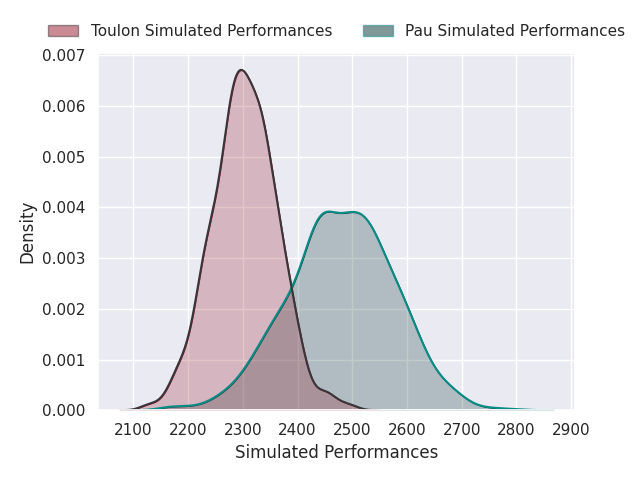 Toulon Simulated Performances Pau Simulated Performances
0.007
0.006
0.005
0.004
0.003
0.002
0.001
0.000
Density
2100 2200 2300 2400 2500 2600 2700 2800 2900
Simulated Performances